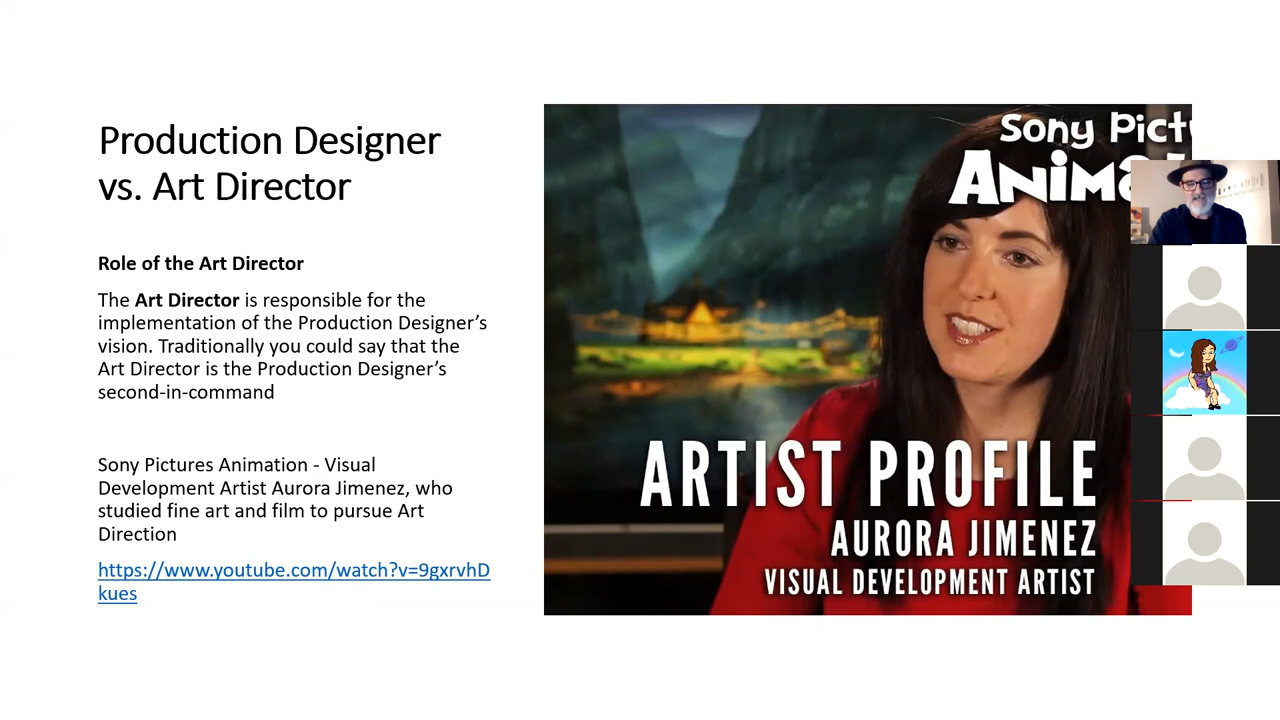 Production Designer
vs. Art Director
Role of the Art Director
The Art Director is responsible for the
implementation of the Production Designer’s
vision. Traditionally you could say that the
Art Director is the Production Designer’s
second-in-command
Sony Pictures Animation - Visual
Development Artist Aurora Jimenez, who
studied fine art and film to pursue Art
Direction
https://www.youtube.com/watch?v=9gxrvhD
kues
Sony Pict
ANIMA
ARTIST PROFILE
AURORA JIMENEZ
VISUAL DEVELOPMENT ARTIST